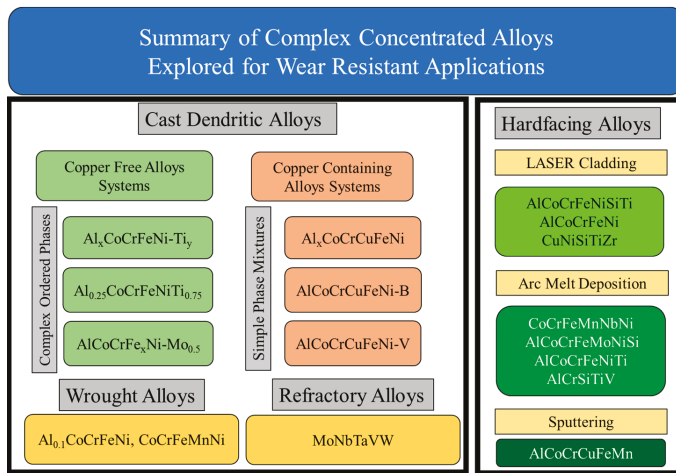 Summary of Complex Concentrated Alloys
Explored for Wear Resistant Applications
Cast Dendritic Alloys
Copper Free Alloys
Systems
Complex Ordered Phases
AlₓCoCrFeNi-Tiᵧ
Al₀.₂₅CoCrFeNiTi₀.₇₅
AlCoCrFeₓNi-Mo₀.₅
Copper Containing
Alloys Systems
Simple Phase Mixtures
AlₓCoCrCuFeNi
AlCoCrCuFeNi-B
AlCoCrCuFeNi-V
Wrought Alloys
Al₀.₁CoCrFeNi, CoCrFeMnNi
Refractory Alloys
MoNbTaVW
Hardfacing Alloys
LASER Cladding
AlCoCrFeNiSiTi
AlCoCrFeNi
CuNiSiTiZr
Arc Melt Deposition
CoCrFeMnNbNi
AlCoCrFeMoNiSi
AlCoCrFeNiTi
AlCrSiTiV
Sputtering
AlCoCrCuFeMn